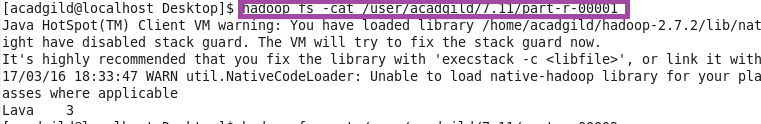 [acadgild@localhost Desktop]$ hadoop fs -cat /user/acadgild/7.11/part-r-00001
Java HotSpot(TM) Client VM warning: You have loaded library /home/acadgild/hadoop-2.7.2/lib/nat
ight have disabled stack guard. The VM will try to fix the stack guard now.
It's highly recommended that you fix the library with 'execstack -c <libfile>', or link it with
17/03/16 18:33:47 WARN util.NativeCodeLoader: Unable to load native-hadoop library for your pla
asses where applicable
Lava    3